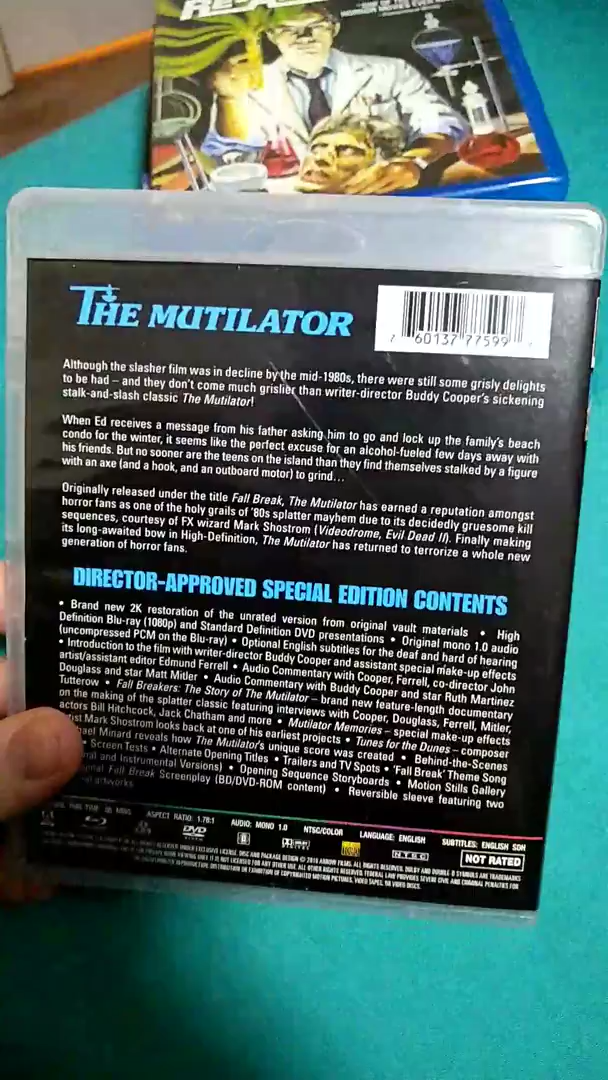 RE-A
HORROR MOVIES EVER
THE MUTILATOR
7 60137 77599
Although the slasher film was in decline by the mid-1980s, there were still some grisly delights
to be had – and they don't come much grislier than writer-director Buddy Cooper's sickening
stalk-and-slash classic The Mutilator!
When Ed receives a message from his father asking him to go and lock up the family's beach
condo for the winter, it seems like the perfect excuse for an alcohol-fueled few days away with
his friends. But no sooner are the teens on the island than they find themselves stalked by a figure
with an axe (and a hook, and an outboard motor) to grind...
Originally released under the title Fall Break, The Mutilator has earned a reputation amongst
horror fans as one of the holy grails of '80s splatter mayhem due to its decidedly gruesome kill
sequences, courtesy of FX wizard Mark Shostrom (Videodrome, Evil Dead II). Finally making
its long-awaited bow in High-Definition, The Mutilator has returned to terrorize a whole new
generation of horror fans.
DIRECTOR-APPROVED SPECIAL EDITION CONTENTS
• Brand new 2K restoration of the unrated version from original vault materials • High
Definition Blu-ray (1080p) and Standard Definition DVD presentations • Original mono 1.0 audio
(uncompressed PCM on the Blu-ray) • Optional English subtitles for the deaf and hard of hearing
• Introduction to the film with writer-director Buddy Cooper and assistant special make-up effects
artist/assistant editor Edmund Ferrell • Audio Commentary with Cooper, Ferrell, co-director John
Douglass and star Matt Mitler • Audio Commentary with Buddy Cooper and star Ruth Martinez
Tutterow • Fall Breakers: The Story of The Mutilator – brand new feature-length documentary
on the making of the splatter classic featuring interviews with Cooper, Douglass, Ferrell, Mitler,
actors Bill Hitchcock, Jack Chatham and more • Mutilator Memories – special make-up effects
ist Mark Shostrom looks back at one of his earliest projects • Tunes for the Dunes – composer
ael Minard reveals how The Mutilator's unique score was created • Behind-the-Scenes
• Screen Tests • Alternate Opening Titles • Trailers and TV Spots • 'Fall Break' Theme Song
al and Instrumental Versions) • Opening Sequence Storyboards • Motion Stills Gallery
Fall Break Screenplay (BD/DVD-ROM content) • Reversible sleeve featuring two
artworks
ASPECT RATIO: 1.78:1 AUDIO: MONO 1.0 NTSC/COLOR LANGUAGE: ENGLISH SUBTITLES: ENGLISH SDH
DVD NTSC NOT RATED